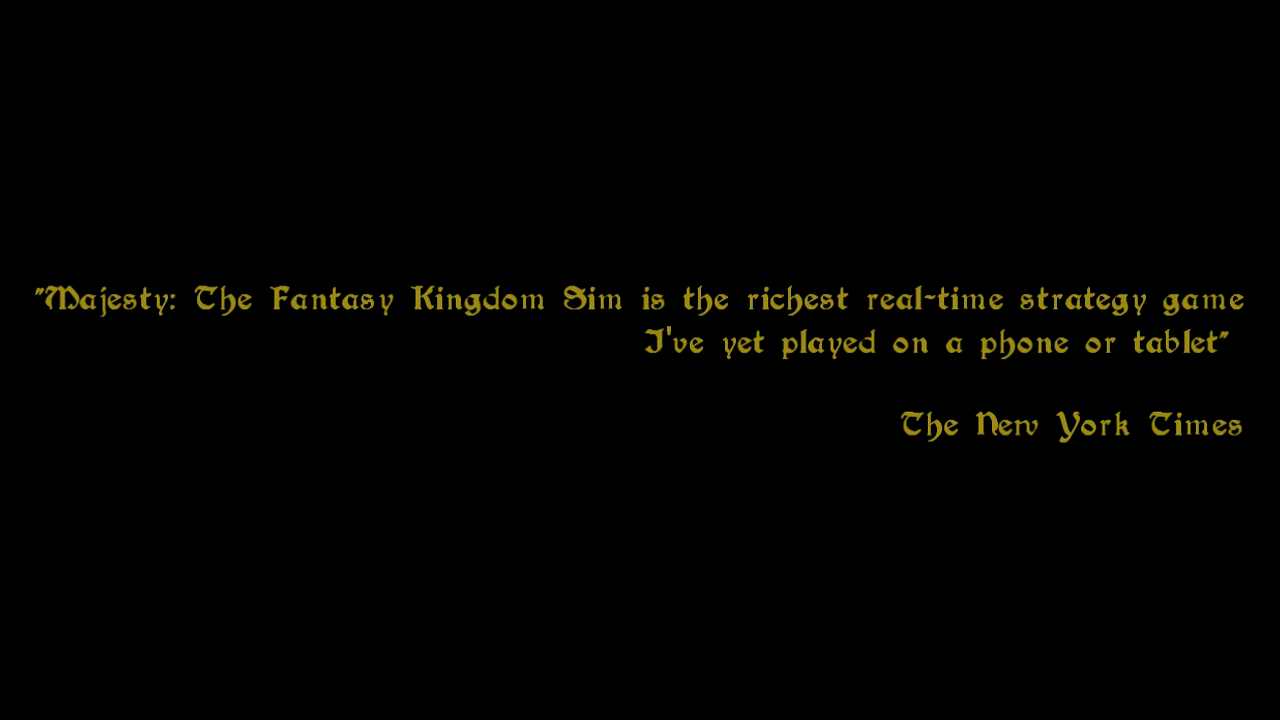 "Majesty: The Fantasy Kingdom Sim is the richest real-time strategy game
I've yet played on a phone or tablet"
The New York Times